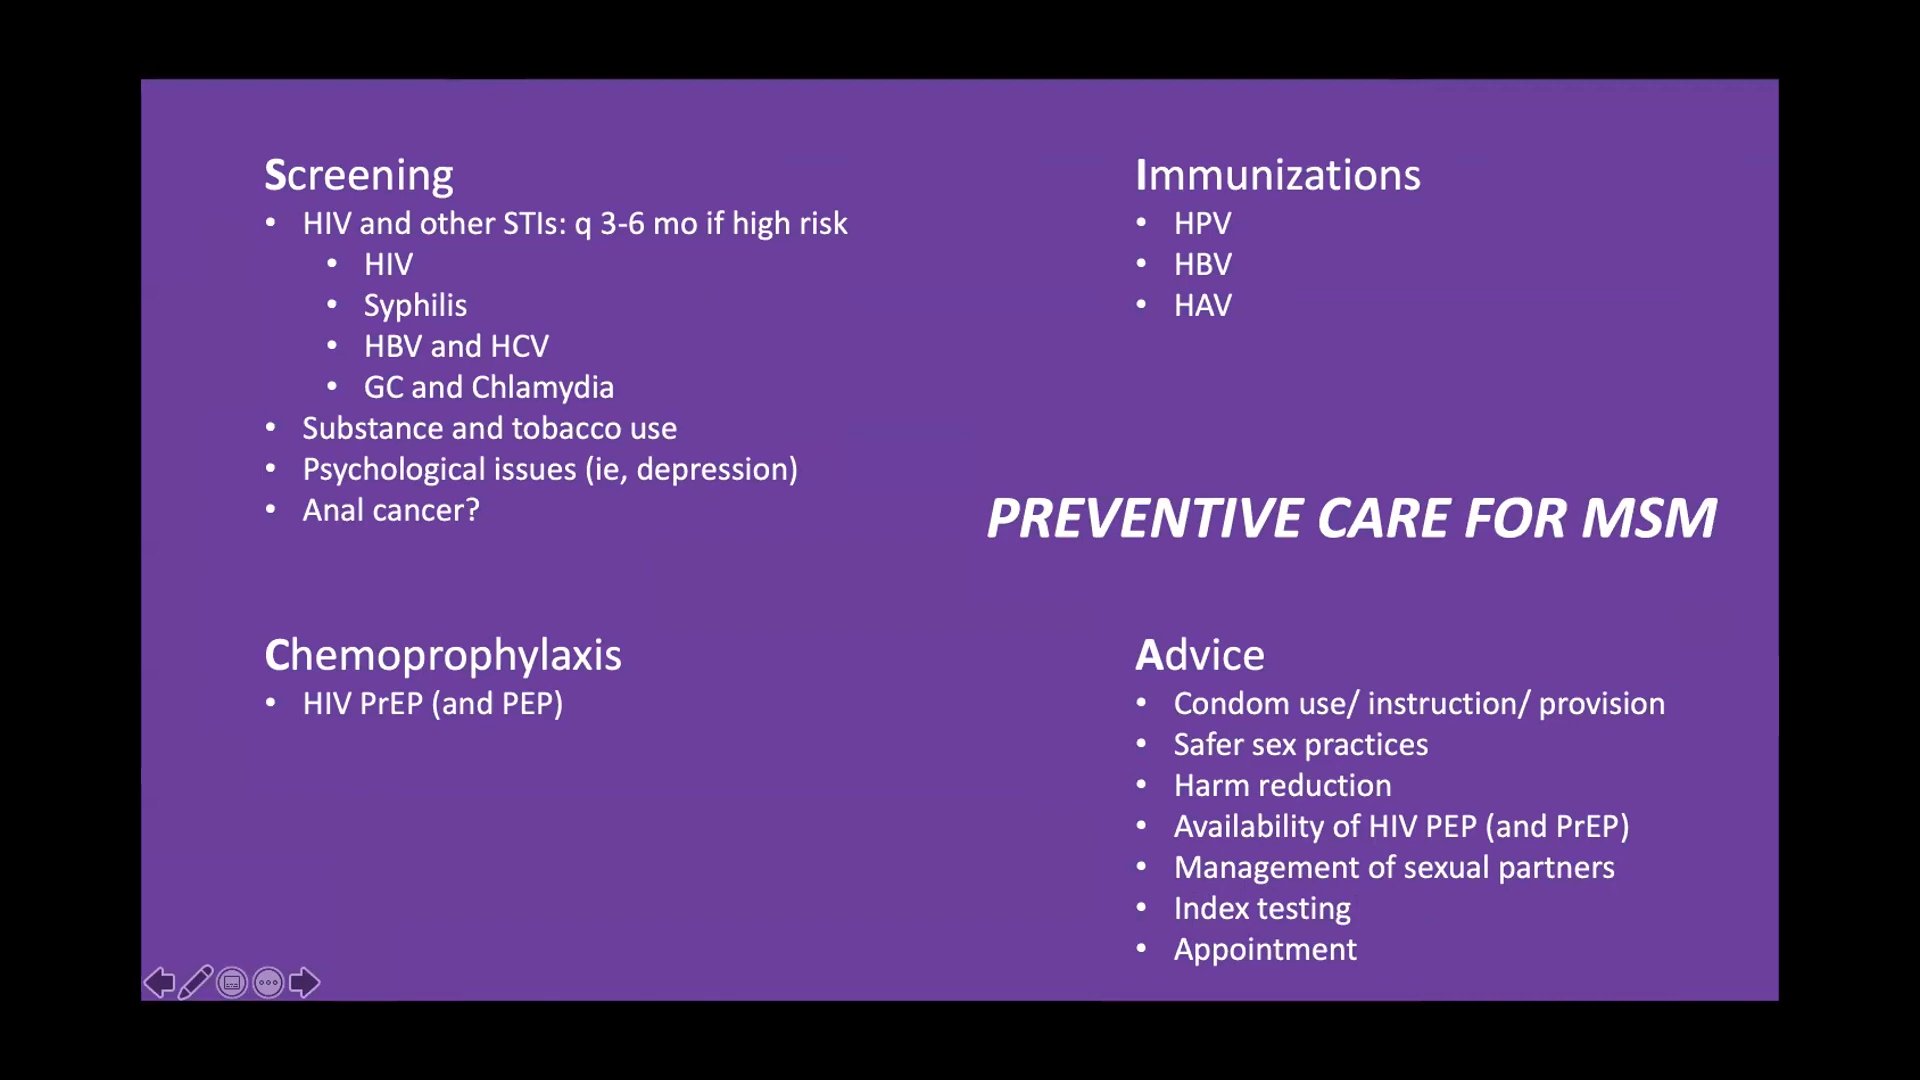 Screening
• HIV and other STIs: q 3-6 mo if high risk
• HIV
• Syphilis
• HBV and HCV
• GC and Chlamydia
• Substance and tobacco use
• Psychological issues (ie, depression)
• Anal cancer?
Immunizations
• HPV
• HBV
• HAV
PREVENTIVE CARE FOR MSM
Chemoprophylaxis
• HIV PrEP (and PEP)
Advice
• Condom use/ instruction/ provision
• Safer sex practices
• Harm reduction
• Availability of HIV PEP (and PrEP)
• Management of sexual partners
• Index testing
• Appointment